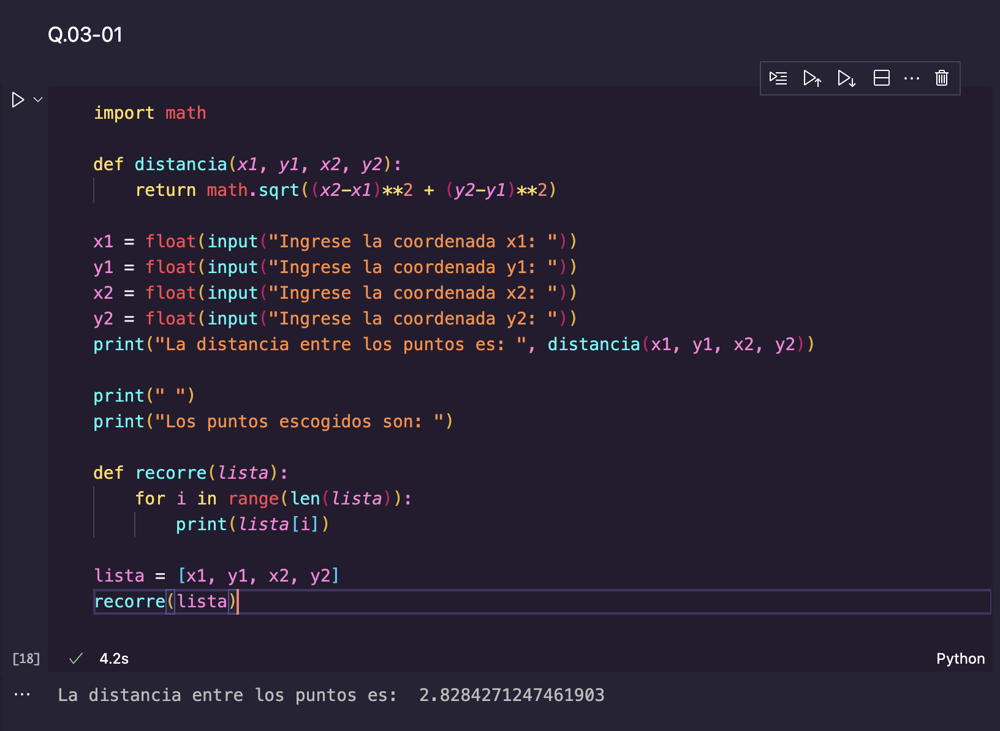 Q.03-01
import math
def distancia(x1, y1, x2, y2):
    return math.sqrt((x2-x1)**2 + (y2-y1)**2)
x1 = float(input("Ingrese la coordenada x1: "))
y1 = float(input("Ingrese la coordenada y1: "))
x2 = float(input("Ingrese la coordenada x2: "))
y2 = float(input("Ingrese la coordenada y2: "))
print("La distancia entre los puntos es: ", distancia(x1, y1, x2, y2))
print(" ")
print("Los puntos escogidos son: ")
def recorre(lista):
    for i in range(len(lista)):
        print(lista[i])
lista = [x1, y1, x2, y2]
recorre(lista)
[18] 4.2s Python
La distancia entre los puntos es:  2.8284271247461903